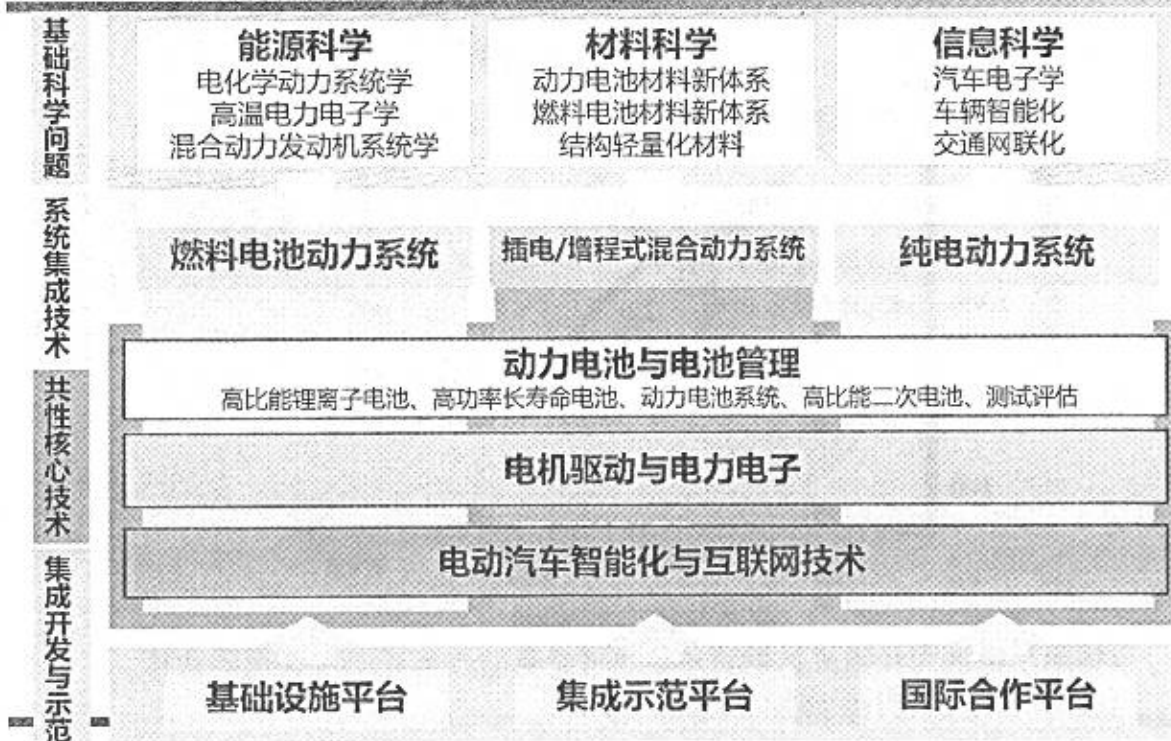 基础科学问题
能源科学
电化学动力系统学
高温电力电子学
混合动力发动机系统学
材料科学
动力电池材料新体系
燃料电池材料新体系
结构轻量化材料
信息科学
汽车电子学
车辆智能化
交通网联化
系统集成技术
燃料电池动力系统
插电/增程式混合动力系统
纯电动力系统
共性核心技术
动力电池与电池管理
高比能锂离子电池、高功率长寿命电池、动力电池系统、高比能二次电池、测试评估
电机驱动与电力电子
电动汽车智能化与互联网技术
集成开发与示范
基础设施平台
集成示范平台
国际合作平台